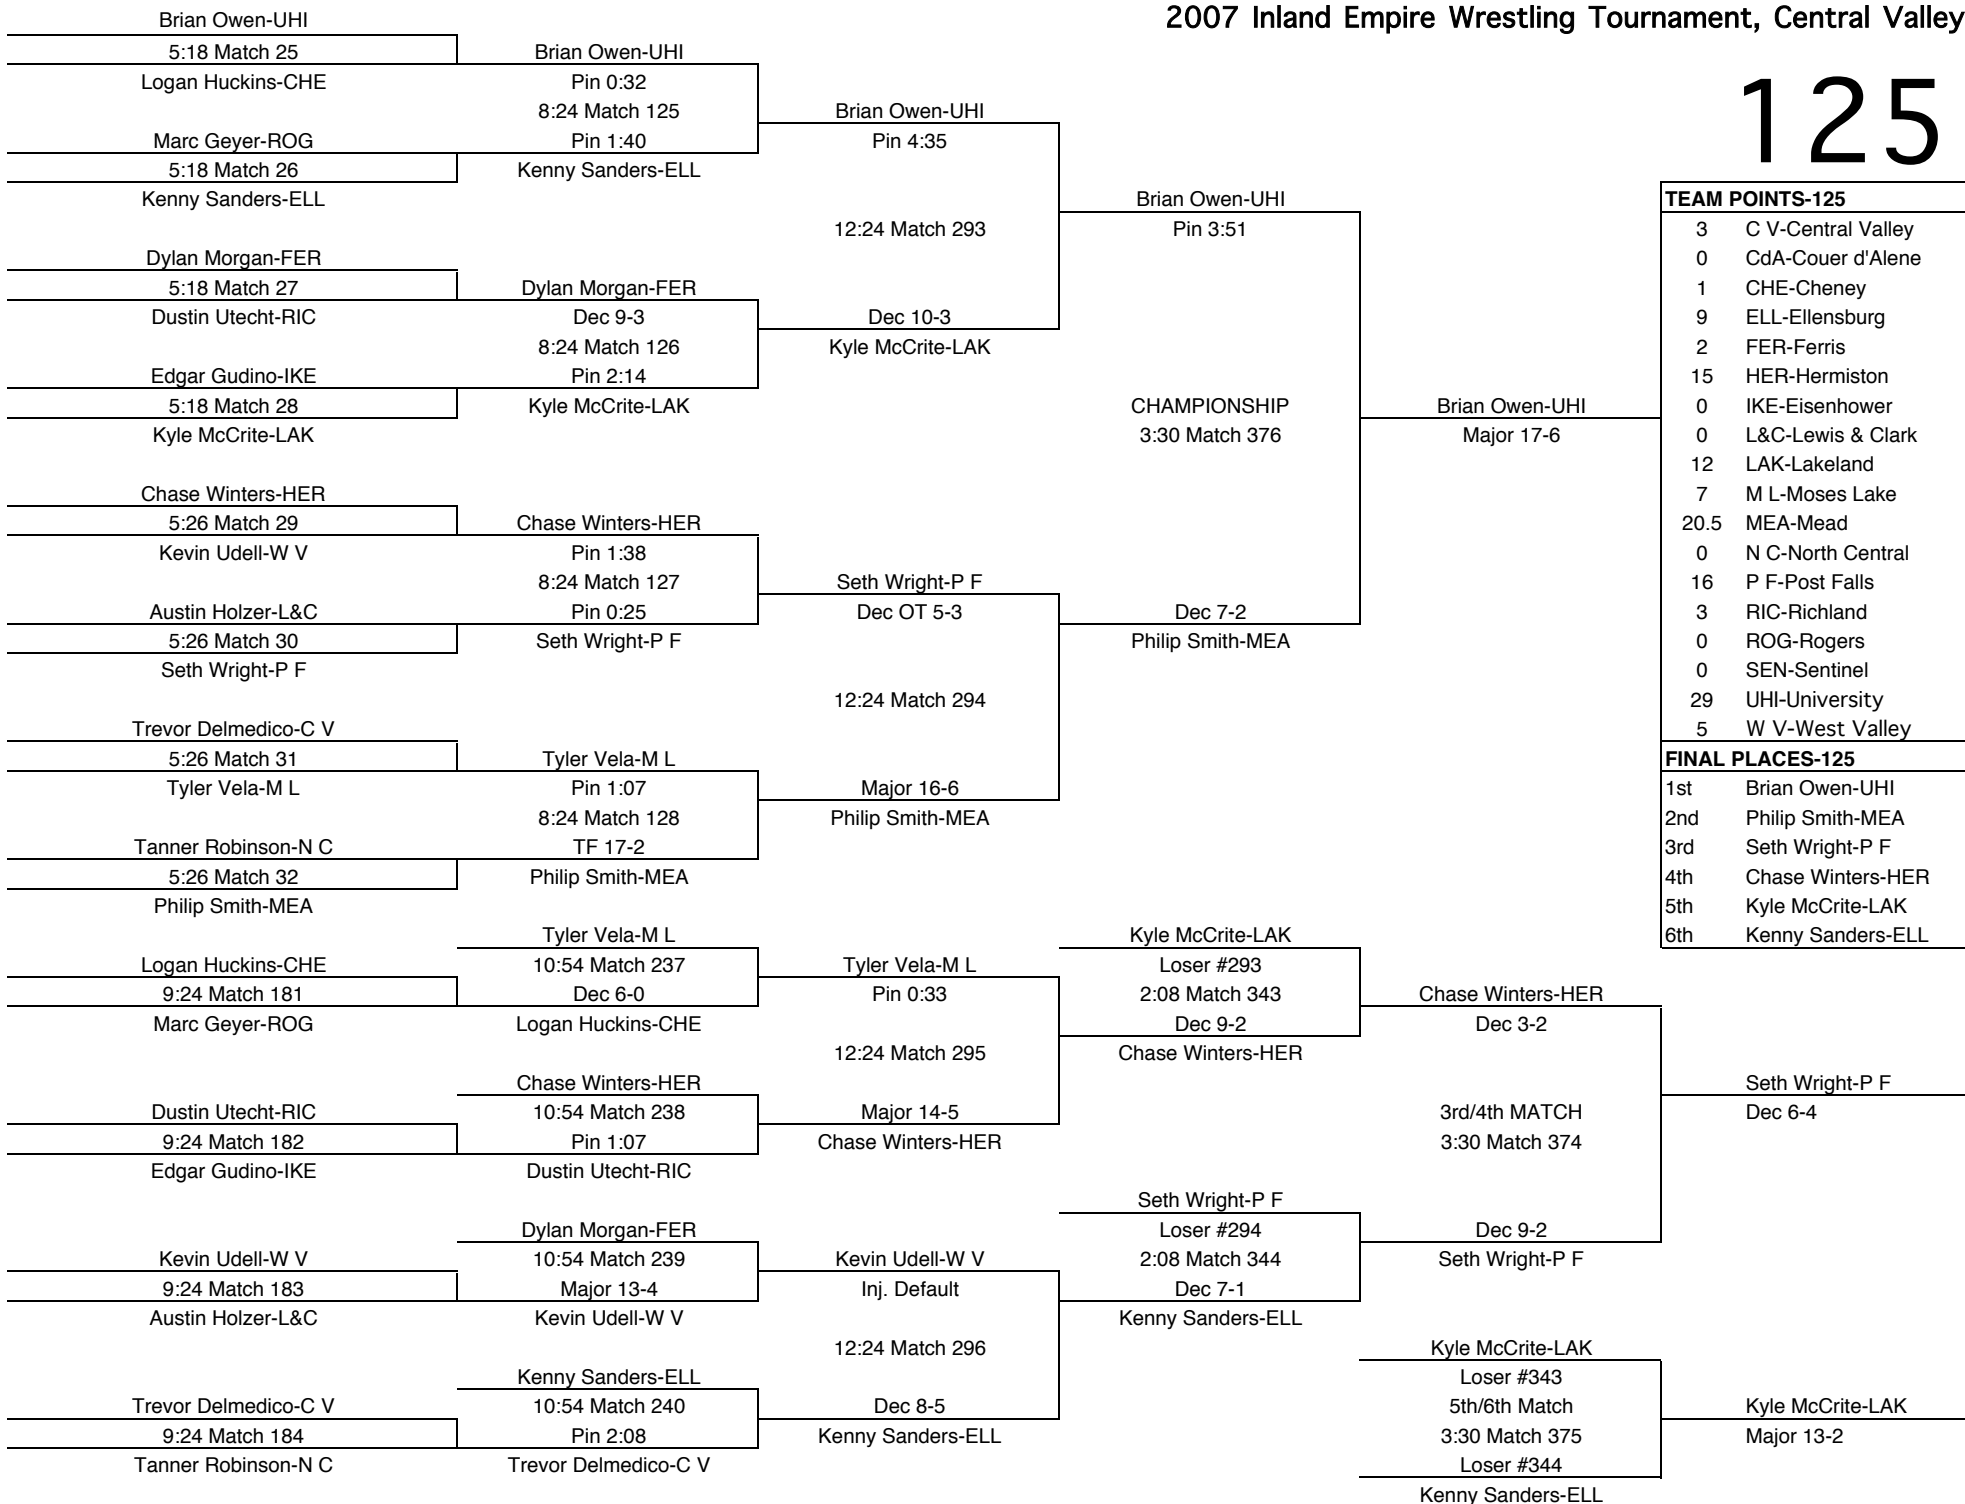 2007 Inland Empire Wrestling Tournament, Central Valley
125
Brian Owen-UHI
5:18 Match 25
Logan Huckins-CHE
Marc Geyer-ROG
5:18 Match 26
Kenny Sanders-ELL
Dylan Morgan-FER
5:18 Match 27
Dustin Utecht-RIC
Edgar Gudino-IKE
5:18 Match 28
Kyle McCrite-LAK
Chase Winters-HER
5:26 Match 29
Kevin Udell-W V
Austin Holzer-L&C
5:26 Match 30
Seth Wright-P F
Trevor Delmedico-C V
5:26 Match 31
Tyler Vela-M L
Tanner Robinson-N C
5:26 Match 32
Philip Smith-MEA
Brian Owen-UHI
Pin 0:32
8:24 Match 125
Pin 1:40
Kenny Sanders-ELL
Dylan Morgan-FER
Dec 9-3
8:24 Match 126
Pin 2:14
Kyle McCrite-LAK
Chase Winters-HER
Pin 1:38
8:24 Match 127
Pin 0:25
Seth Wright-P F
Tyler Vela-M L
Pin 1:07
8:24 Match 128
TF 17-2
Philip Smith-MEA
Brian Owen-UHI
Pin 4:35
12:24 Match 293
Dec 10-3
Kyle McCrite-LAK
Seth Wright-P F
Dec OT 5-3
12:24 Match 294
Major 16-6
Philip Smith-MEA
Brian Owen-UHI
Pin 3:51
CHAMPIONSHIP
3:30 Match 376
Dec 7-2
Philip Smith-MEA
Brian Owen-UHI
Major 17-6
TEAM POINTS-125
3 C V-Central Valley
0 CdA-Couer d'Alene
1 CHE-Cheney
9 ELL-Ellensburg
2 FER-Ferris
15 HER-Hermiston
0 IKE-Eisenhower
0 L&C-Lewis & Clark
12 LAK-Lakeland
7 M L-Moses Lake
20.5 MEA-Mead
0 N C-North Central
16 P F-Post Falls
3 RIC-Richland
0 ROG-Rogers
0 SEN-Sentinel
29 UHI-University
5 W V-West Valley
FINAL PLACES-125
1st Brian Owen-UHI
2nd Philip Smith-MEA
3rd Seth Wright-P F
4th Chase Winters-HER
5th Kyle McCrite-LAK
6th Kenny Sanders-ELL
Logan Huckins-CHE
9:24 Match 181
Marc Geyer-ROG
Dustin Utecht-RIC
9:24 Match 182
Edgar Gudino-IKE
Kevin Udell-W V
9:24 Match 183
Austin Holzer-L&C
Trevor Delmedico-C V
9:24 Match 184
Tanner Robinson-N C
Tyler Vela-M L
10:54 Match 237
Dec 6-0
Logan Huckins-CHE
Chase Winters-HER
10:54 Match 238
Pin 1:07
Dustin Utecht-RIC
Dylan Morgan-FER
10:54 Match 239
Major 13-4
Kevin Udell-W V
Kenny Sanders-ELL
10:54 Match 240
Pin 2:08
Trevor Delmedico-C V
Tyler Vela-M L
Pin 0:33
12:24 Match 295
Major 14-5
Chase Winters-HER
Kevin Udell-W V
Inj. Default
12:24 Match 296
Dec 8-5
Kenny Sanders-ELL
Kyle McCrite-LAK
Loser #293
2:08 Match 343
Dec 9-2
Chase Winters-HER
Seth Wright-P F
Loser #294
2:08 Match 344
Dec 7-1
Kenny Sanders-ELL
Chase Winters-HER
Dec 3-2
3rd/4th MATCH
3:30 Match 374
Dec 9-2
Seth Wright-P F
Seth Wright-P F
Dec 6-4
Kyle McCrite-LAK
Loser #343
5th/6th Match
3:30 Match 375
Loser #344
Kenny Sanders-ELL
Kyle McCrite-LAK
Major 13-2